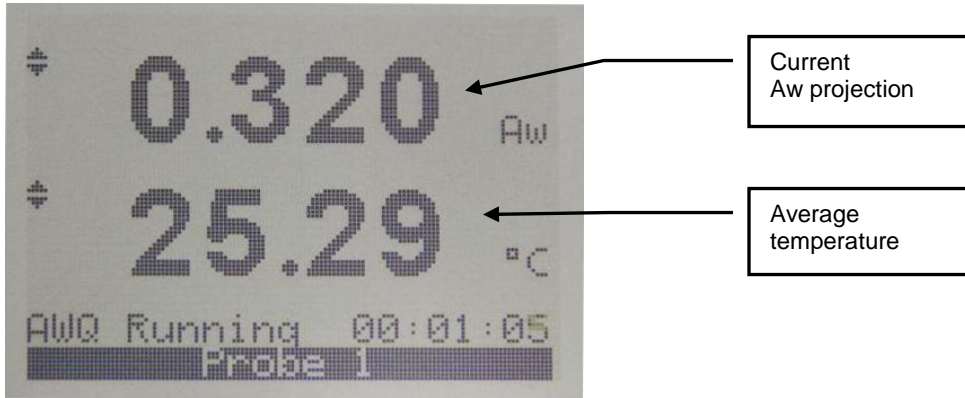 0.320
Aw
25.29
°C
AWQ Running 00:01:05
Probe 1
Current
Aw projection
Average
temperature